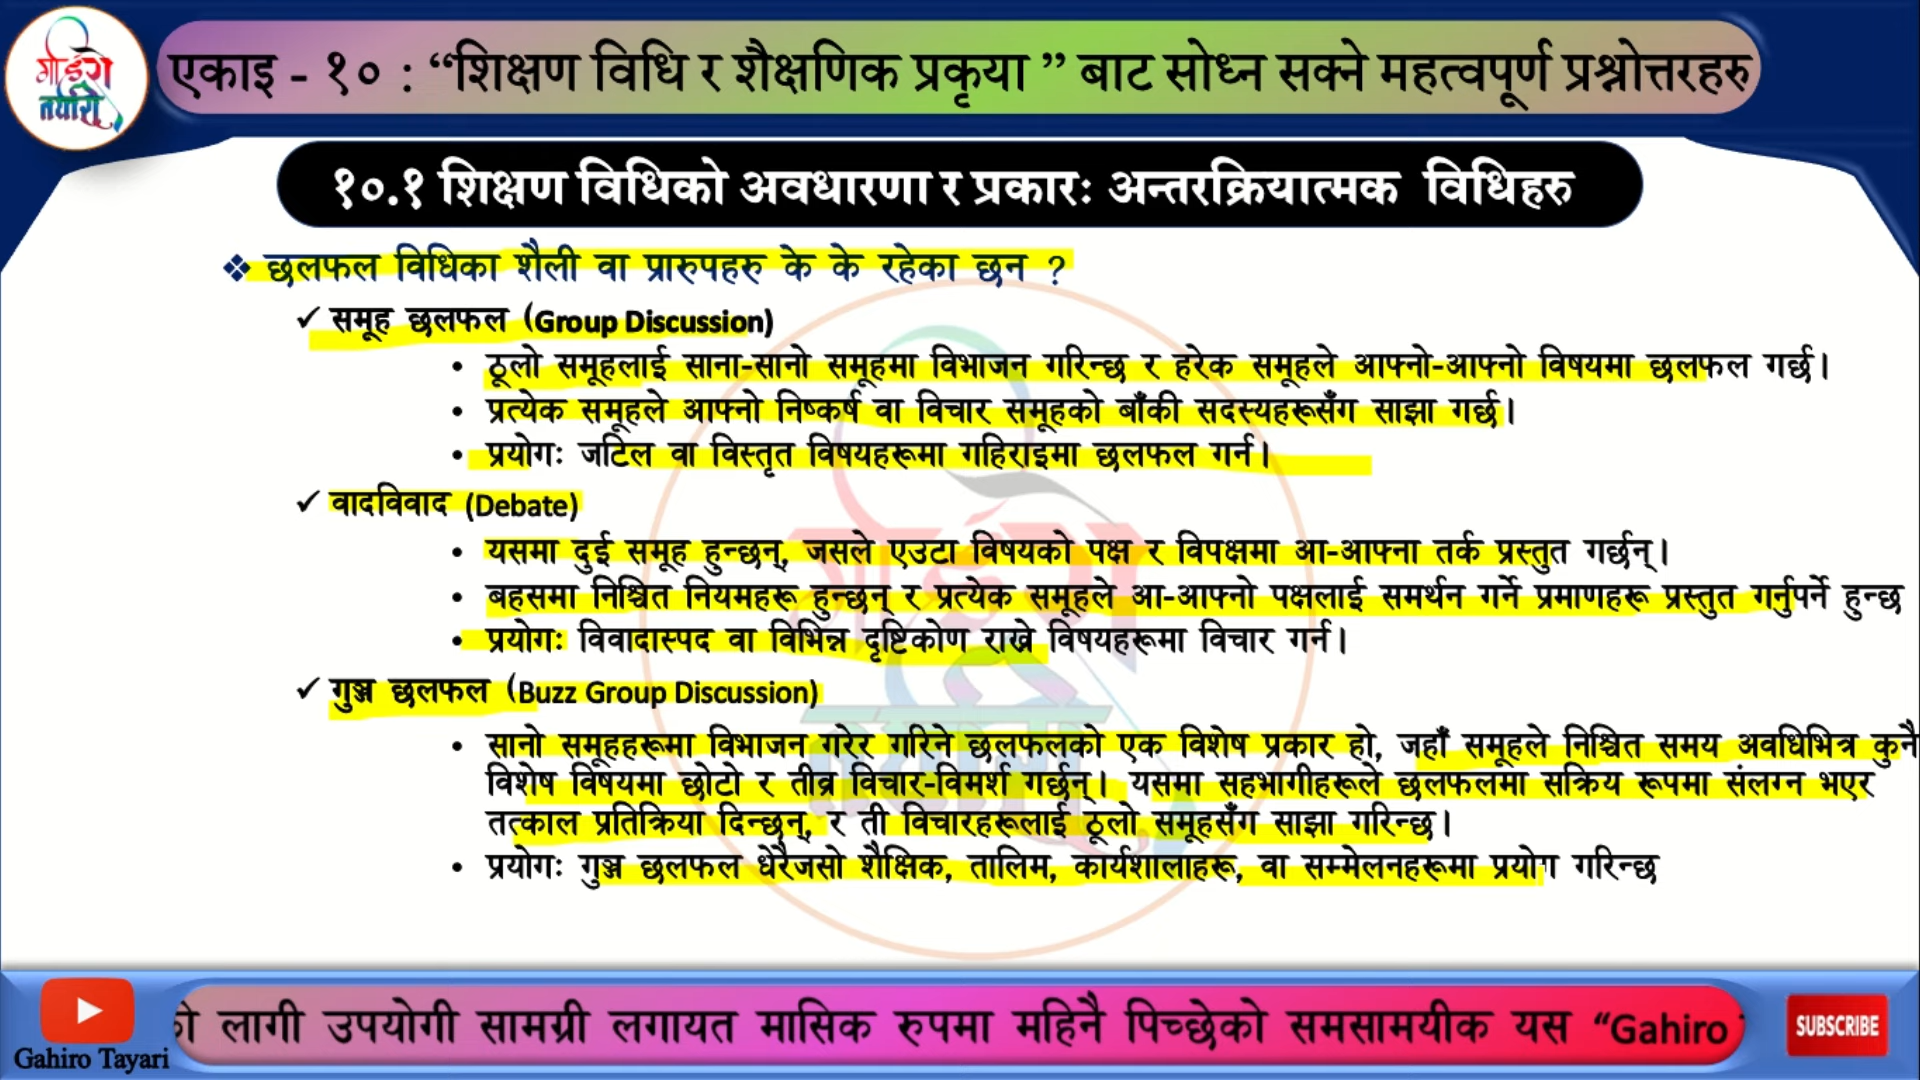 गहिरो
तयारी
एकाइ - १० : “शिक्षण विधि र शैक्षणिक प्रकृया ” बाट सोध्न सक्ने महत्वपूर्ण प्रश्नोत्तरहरु
१०.१ शिक्षण विधिको अवधारणा र प्रकारः अन्तरक्रियात्मक विधिहरु
❖ छलफल विधिका शैली वा प्रारुपहरु के के रहेका छन ?
✓ समूह छलफल (Group Discussion)
• ठूलो समूहलाई साना-सानो समूहमा विभाजन गरिन्छ र हरेक समूहले आफ्नो-आफ्नो विषयमा छलफल गर्छ।
• प्रत्येक समूहले आफ्नो निष्कर्ष वा विचार समूहको बाँकी सदस्यहरूसँग साझा गर्छ।
• प्रयोगः जटिल वा विस्तृत विषयहरूमा गहिराइमा छलफल गर्न।
✓ वादविवाद (Debate)
• यसमा दुई समूह हुन्छन्, जसले एउटा विषयको पक्ष र विपक्षमा आ-आफ्ना तर्क प्रस्तुत गर्छन्।
• बहसमा निश्चित नियमहरू हुन्छन् र प्रत्येक समूहले आ-आफ्नो पक्षलाई समर्थन गर्ने प्रमाणहरू प्रस्तुत गर्नुपर्ने हुन्छ
• प्रयोगः विवादास्पद वा विभिन्न दृष्टिकोण राख्ने विषयहरूमा विचार गर्न।
✓ गुञ्ज छलफल (Buzz Group Discussion)
• सानो समूहहरूमा विभाजन गरेर गरिने छलफलको एक विशेष प्रकार हो, जहाँ समूहले निश्चित समय अवधिभित्र कुनै
विशेष विषयमा छोटो र तीव्र विचार-विमर्श गर्छन्। यसमा सहभागीहरूले छलफलमा सक्रिय रूपमा संलग्न भएर
तत्काल प्रतिक्रिया दिन्छन्, र ती विचारहरूलाई ठूलो समूहसँग साझा गरिन्छ।
• प्रयोगः गुञ्ज छलफल धेरैजसो शैक्षिक, तालिम, कार्यशालाहरू, वा सम्मेलनहरूमा प्रयोग गरिन्छ
को लागी उपयोगी सामग्री लगायत मासिक रुपमा महिनै पिच्छेको समसामयीक यस “Gahiro
Gahiro Tayari
SUBSCRIBE